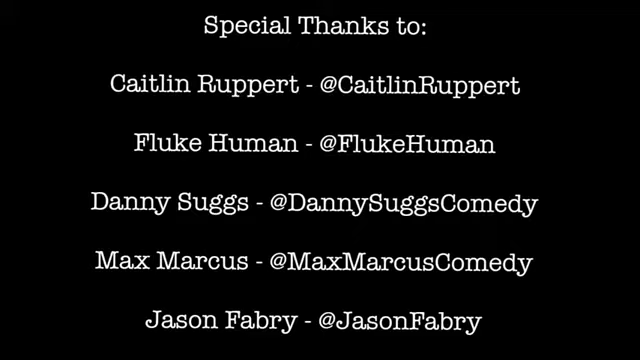 Special Thanks to:
Caitlin Ruppert - @CaitlinRuppert
Fluke Human - @FlukeHuman
Danny Suggs - @DannySuggsComedy
Max Marcus - @MaxMarcusComedy
Jason Fabry - @JasonFabry